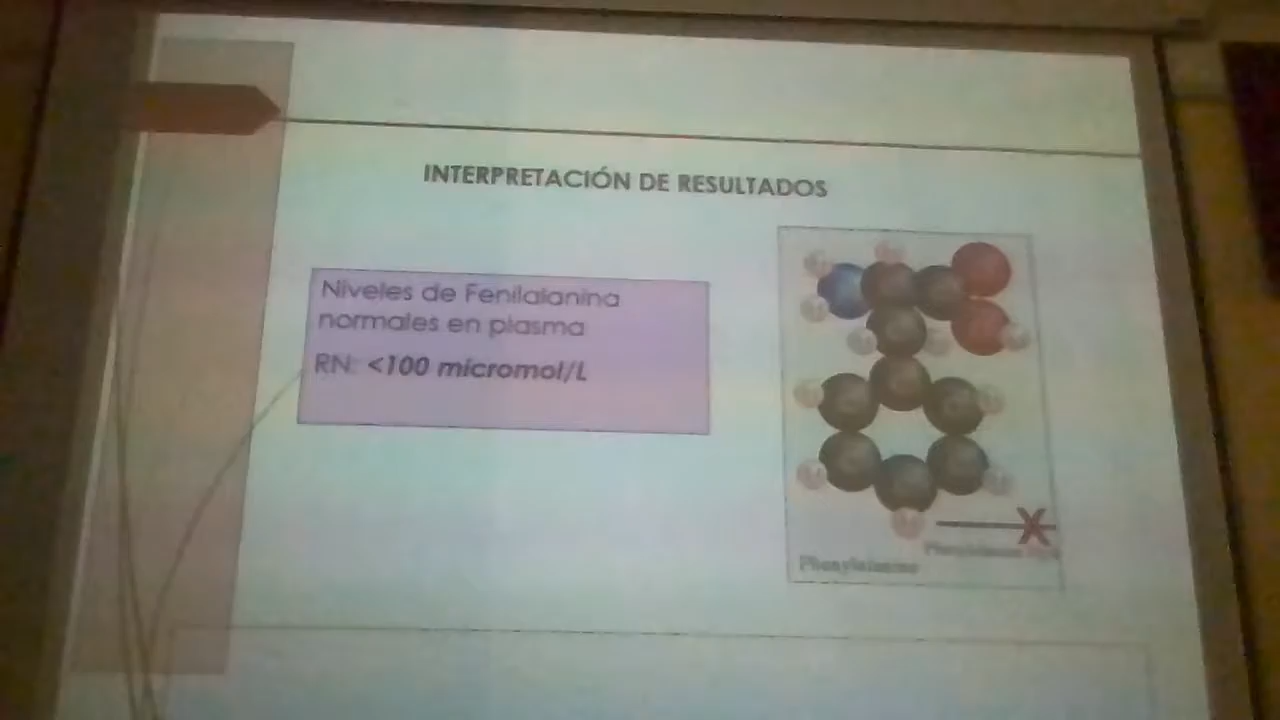 INTERPRETACIÓN DE RESULTADOS
Niveles de Fenilalanina
normales en plasma
RN: <100 micromol/L